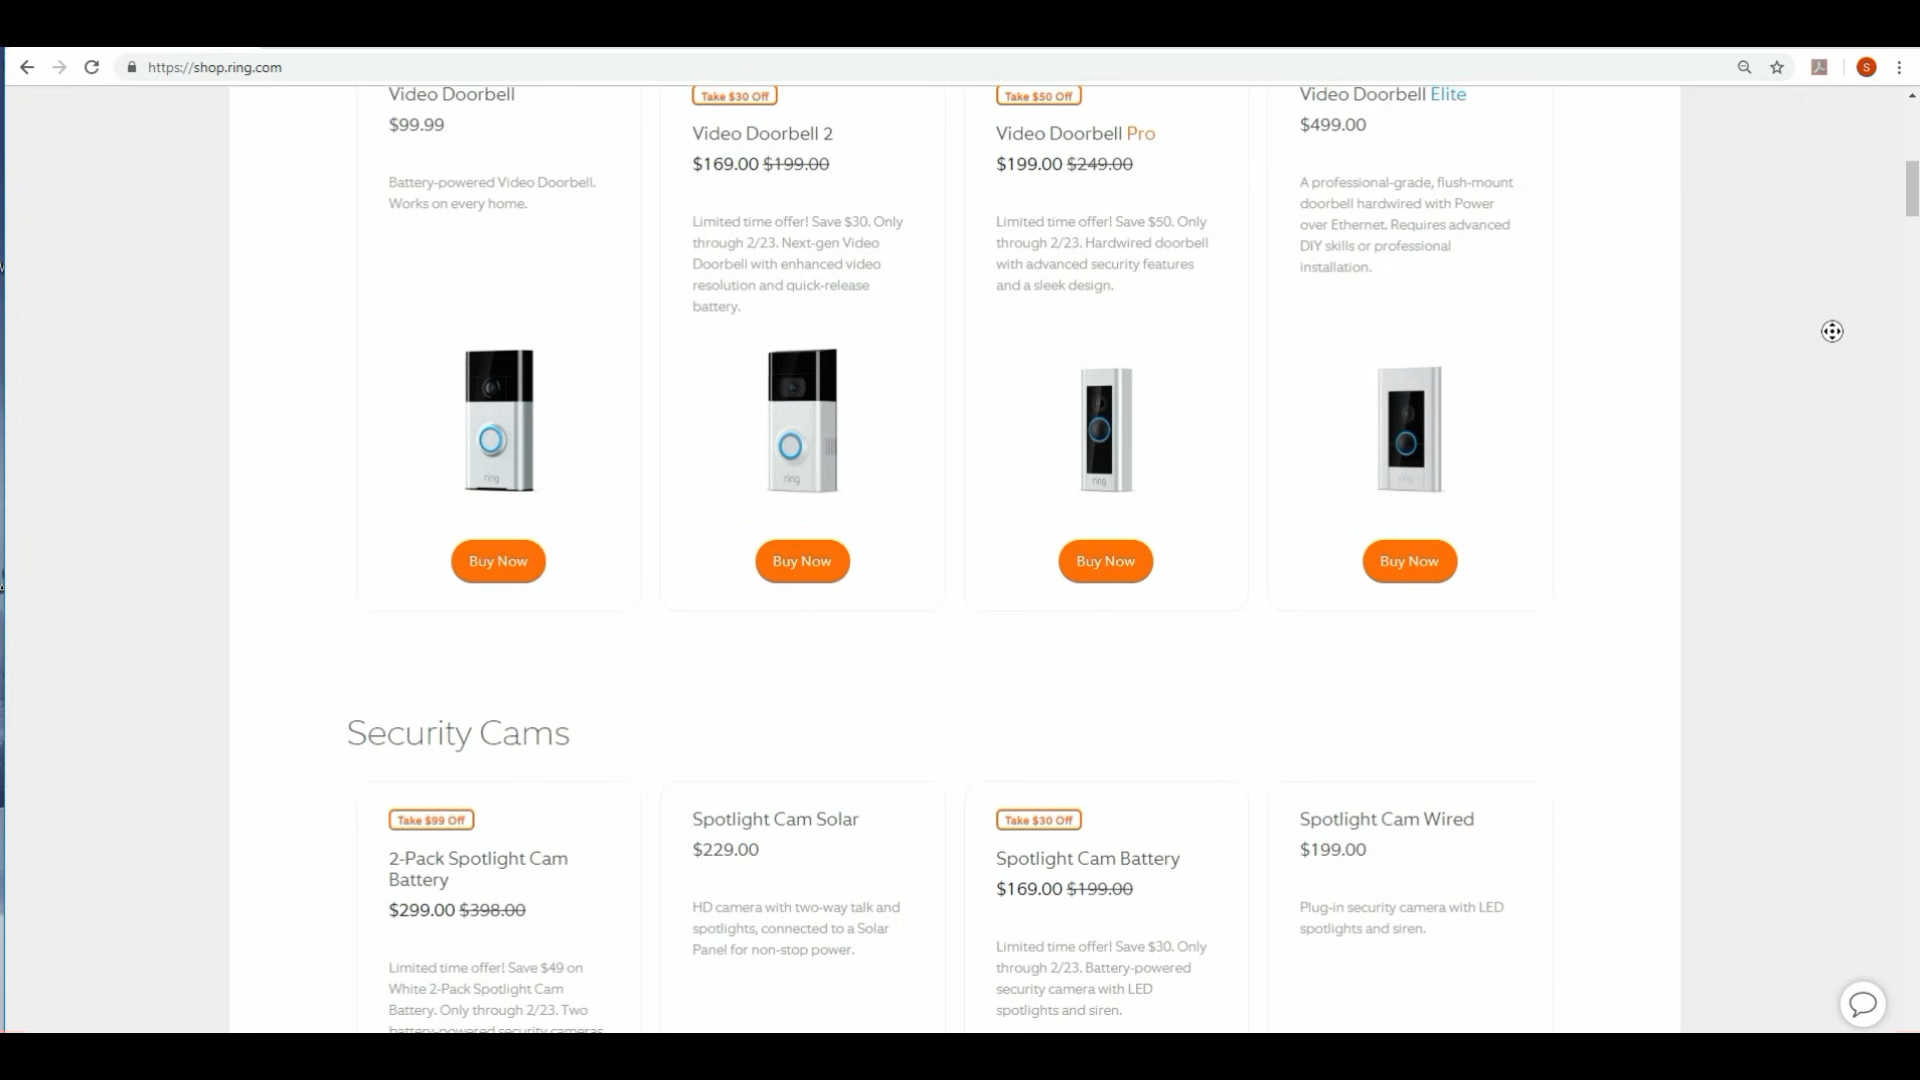 https://shop.ring.com
S
Video Doorbell
$99.99
Battery-powered Video Doorbell.
Works on every home.
ring
Buy Now
Take $30 Off
Video Doorbell 2
$169.00 $199.00
Limited time offer! Save $30. Only
through 2/23. Next-gen Video
Doorbell with enhanced video
resolution and quick-release
battery.
ring
Buy Now
Take $50 Off
Video Doorbell Pro
$199.00 $249.00
Limited time offer! Save $50. Only
through 2/23. Hardwired doorbell
with advanced security features
and a sleek design.
ring
Buy Now
Video Doorbell Elite
$499.00
A professional-grade, flush-mount
doorbell hardwired with Power
over Ethernet. Requires advanced
DIY skills or professional
installation.
ring
Buy Now
Security Cams
Take $99 Off
2-Pack Spotlight Cam
Battery
$299.00 $398.00
Limited time offer! Save $49 on
White 2-Pack Spotlight Cam
Battery. Only through 2/23. Two
battery-powered security cameras
Spotlight Cam Solar
$229.00
HD camera with two-way talk and
spotlights, connected to a Solar
Panel for non-stop power.
Take $30 Off
Spotlight Cam Battery
$169.00 $199.00
Limited time offer! Save $30. Only
through 2/23. Battery-powered
security camera with LED
spotlights and siren.
Spotlight Cam Wired
$199.00
Plug-in security camera with LED
spotlights and siren.